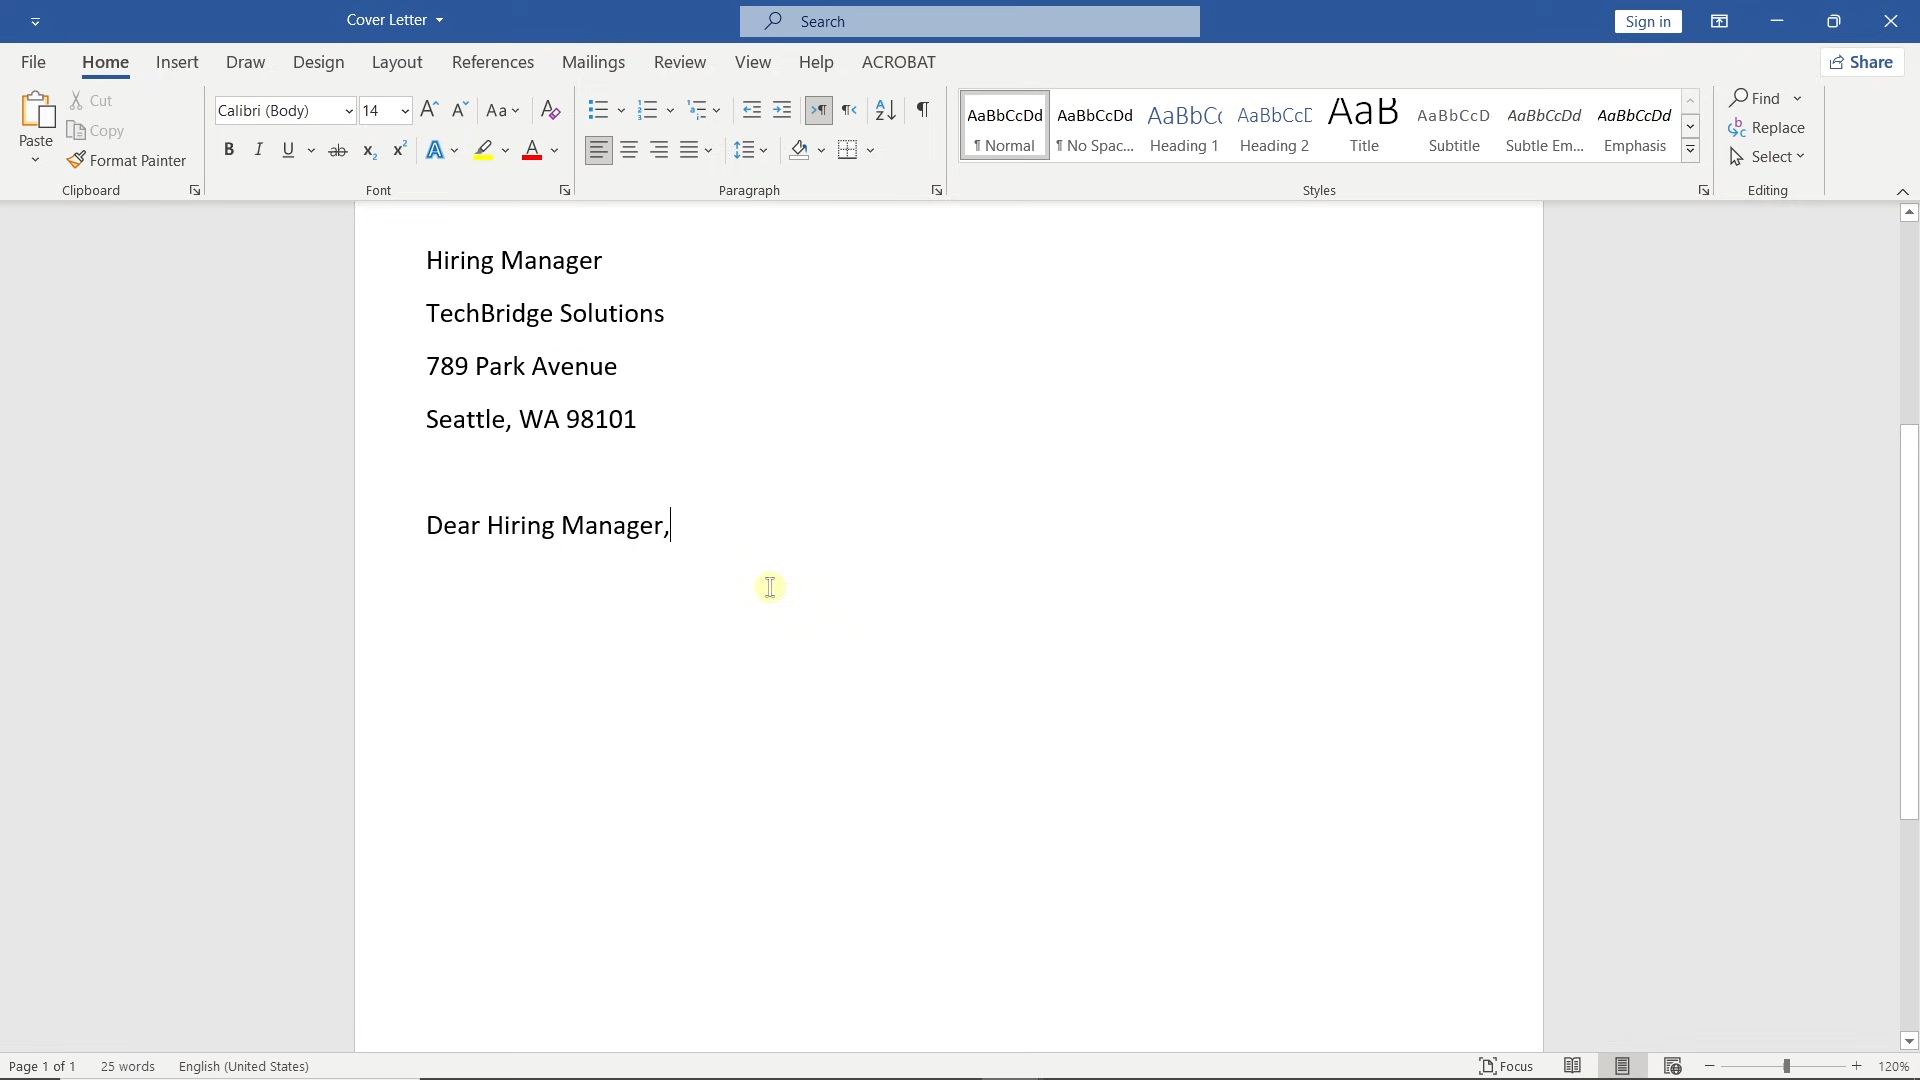 Cover Letter
Search
Sign in
File Home Insert Draw Design Layout References Mailings Review View Help ACROBAT
Share
Paste
Cut
Copy
Format Painter
Clipboard
Calibri (Body) 14
Aa
B I U ab x₂ x² A A
Font
Paragraph
AaBbCcDd AaBbCcDd AaBbCc AaBbCcD AaB AaBbCcD AaBbCcDd AaBbCcDd
¶ Normal ¶ No Spac... Heading 1 Heading 2 Title Subtitle Subtle Em... Emphasis
Styles
Find
Replace
Select
Editing
Hiring Manager
TechBridge Solutions
789 Park Avenue
Seattle, WA 98101
Dear Hiring Manager,
Page 1 of 1 25 words English (United States) Focus 120%